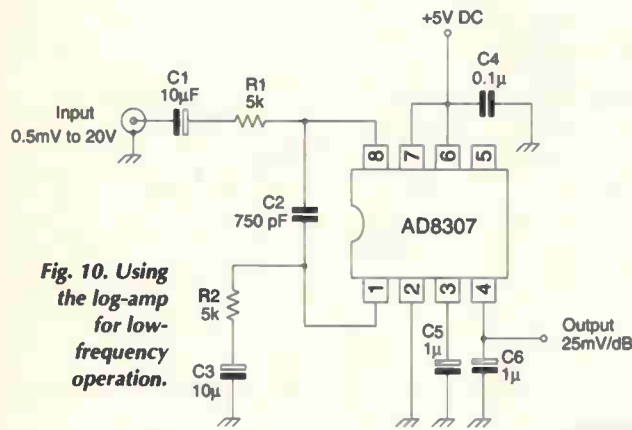 +5V DC
C4
0.1µ
C1
10µF
R1
5k
Input
0.5mV to 20V
8
7
6
5
C2
750 pF
AD8307
Fig. 10. Using
the log-amp
for low-
frequency
operation.
R2
5k
1
2
3
4
C3
10µ
C5
1µ
C6
1µ
Output
25mV/dB